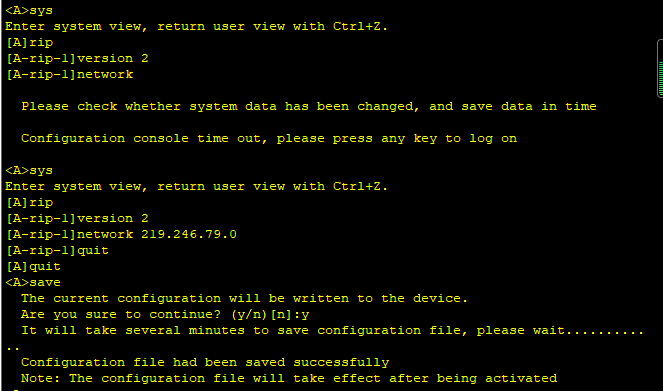 <A>sys
Enter system view, return user view with Ctrl+Z.
[A]rip
[A-rip-1]version 2
[A-rip-1]network
Please check whether system data has been changed, and save data in time
Configuration console time out, please press any key to log on
<A>sys
Enter system view, return user view with Ctrl+Z.
[A]rip
[A-rip-1]version 2
[A-rip-1]network 219.246.79.0
[A-rip-1]quit
[A]quit
<A>save
The current configuration will be written to the device.
Are you sure to continue? (y/n)[n]:y
It will take several minutes to save configuration file, please wait..........
..
Configuration file had been saved successfully
Note: The configuration file will take effect after being activated